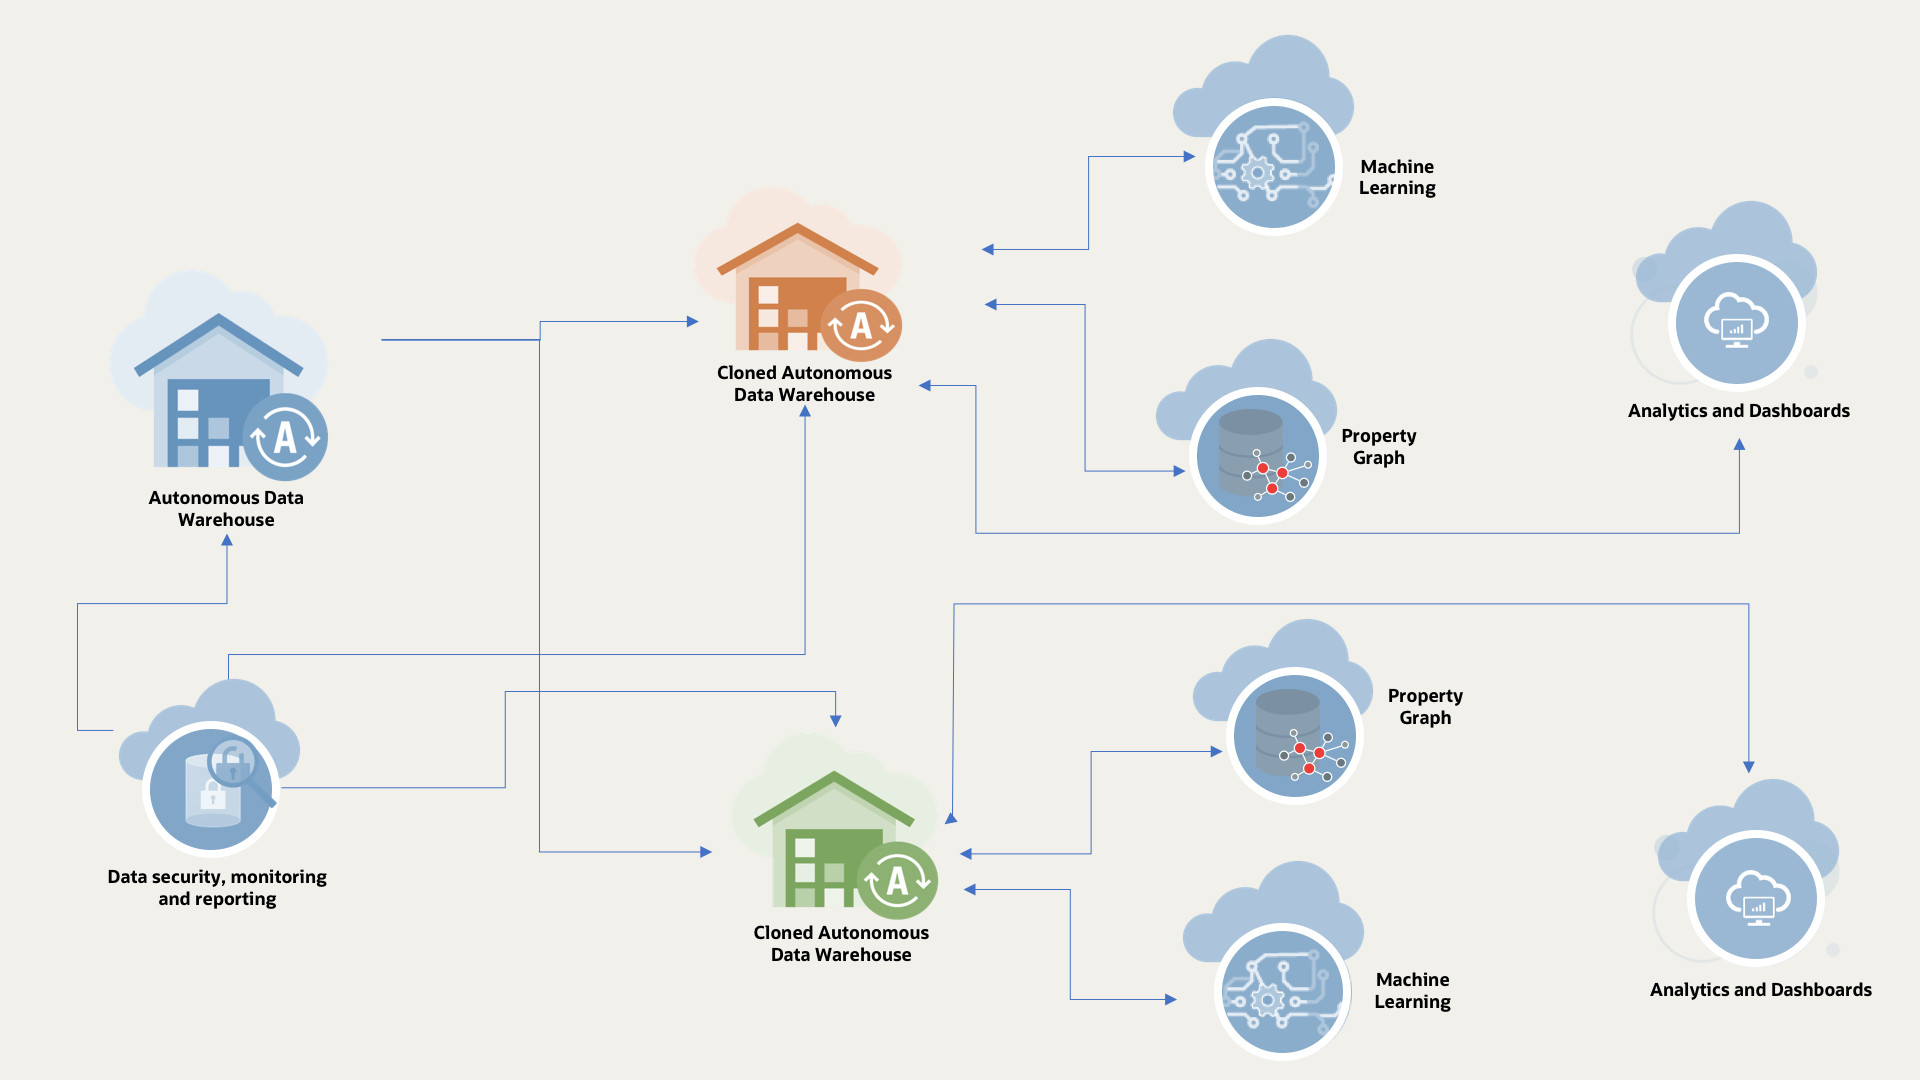 Machine
Learning
Cloned Autonomous
Data Warehouse
A
Analytics and Dashboards
Property
Graph
A
Autonomous Data
Warehouse
Property
Graph
Data security, monitoring
and reporting
A
Cloned Autonomous
Data Warehouse
Machine
Learning
Analytics and Dashboards